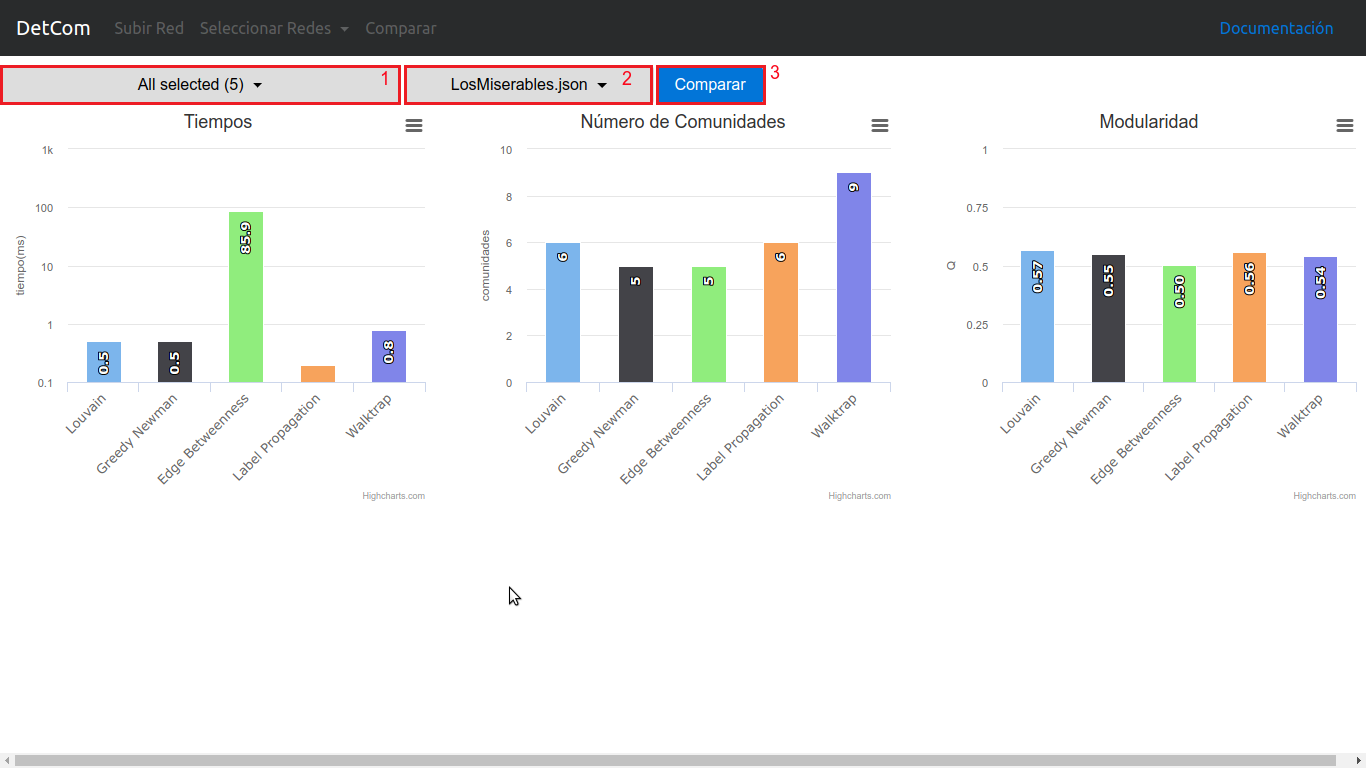 DetCom Subir Red Seleccionar Redes Comparar Documentación
All selected (5) 1 LosMiserables.json 2 Comparar 3
Tiempos
1k
100
10
1
0.1
tiempo(ms)
0.5
0.5
85.9
0.8
Louvain
Greedy Newman
Edge Betweenness
Label Propagation
Walktrap
Highcharts.com
Número de Comunidades
10
8
6
4
2
0
comunidades
6
5
5
6
9
Louvain
Greedy Newman
Edge Betweenness
Label Propagation
Walktrap
Highcharts.com
Modularidad
1
0.75
0.5
0.25
0
Q
0.57
0.55
0.50
0.56
0.54
Louvain
Greedy Newman
Edge Betweenness
Label Propagation
Walktrap
Highcharts.com